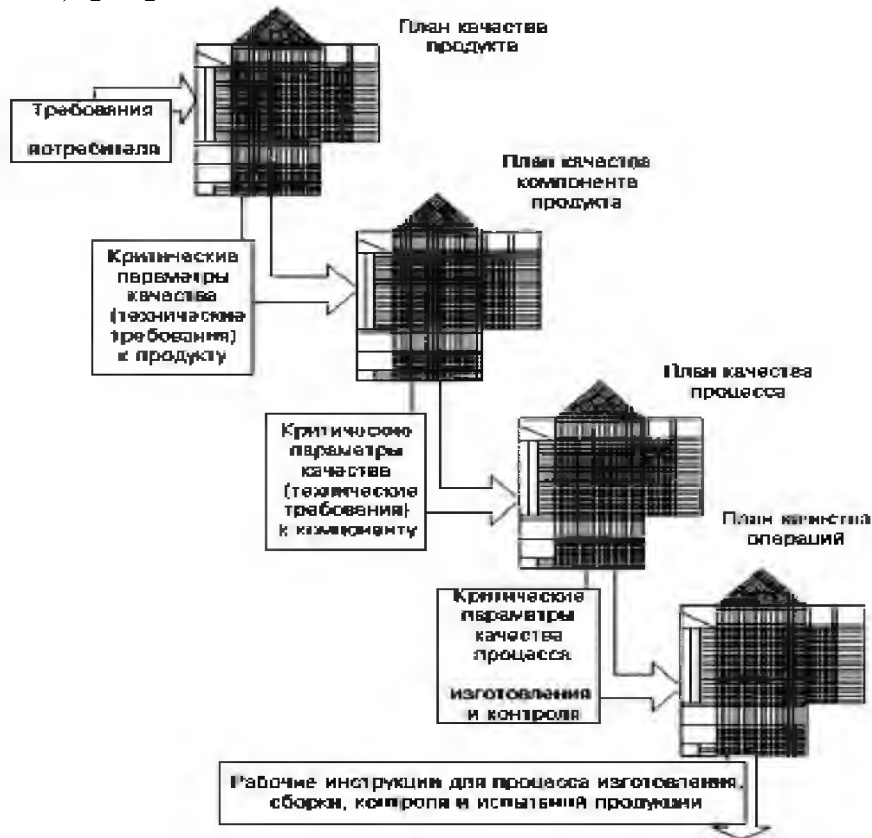 План качества
продукта
Требования
потребителя
План качества
компонента
продукта
Критические
параметры
качества
(технические
требования)
к продукту
План качества
процесса
Критические
параметры
качества
(технические
требования)
к компоненту
План качества
операций
Критические
параметры
качества
процесса
изготовления
и контроля
Рабочие инструкции для процесса изготовления,
сборки, контроля и испытаний продукции